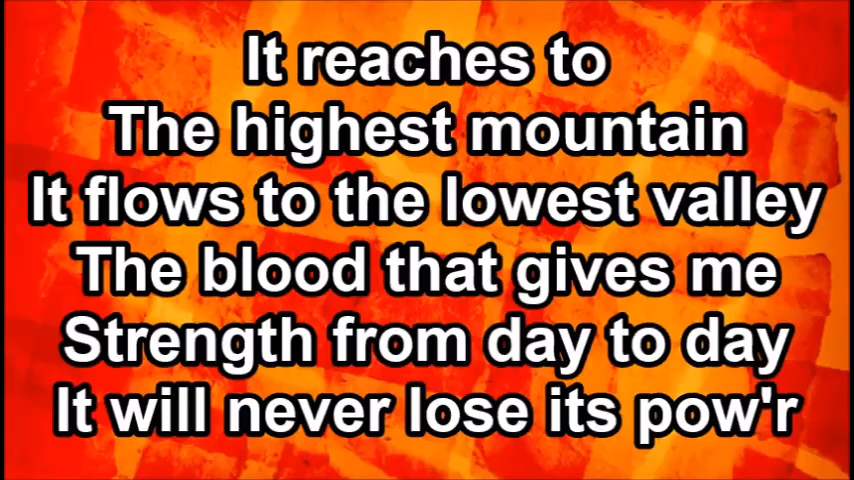 It reaches to
The highest mountain
It flows to the lowest valley
The blood that gives me
Strength from day to day
It will never lose its pow'r